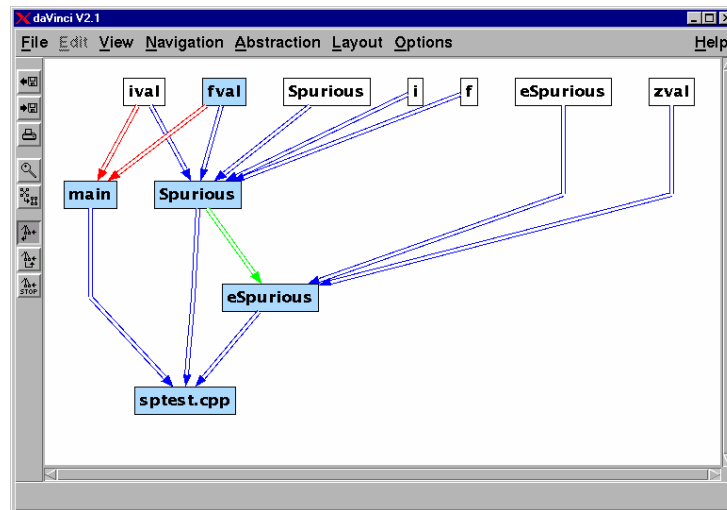 daVinci V2.1
File Edit View Navigation Abstraction Layout Options Help
ival fval Spurious i f eSpurious zval
main Spurious
eSpurious
sptest.cpp
STOP